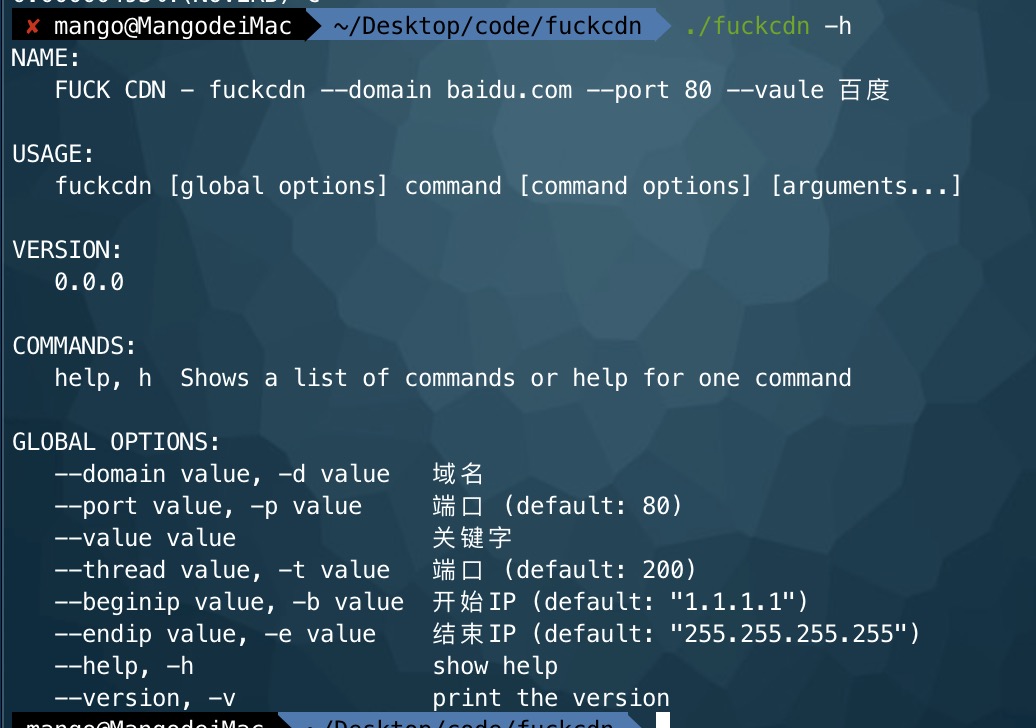 ✘ mango@MangodeiMac ~/Desktop/code/fuckcdn ./fuckcdn -h
NAME:
FUCK CDN - fuckcdn --domain baidu.com --port 80 --vaule 百度
USAGE:
fuckcdn [global options] command [command options] [arguments...]
VERSION:
0.0.0
COMMANDS:
help, h  Shows a list of commands or help for one command
GLOBAL OPTIONS:
--domain value, -d value   域名
--port value, -p value     端口 (default: 80)
--value value              关键字
--thread value, -t value   端口 (default: 200)
--beginip value, -b value  开始IP (default: "1.1.1.1")
--endip value, -e value    结束IP (default: "255.255.255.255")
--help, -h                 show help
--version, -v              print the version
mango@MangodeiMac ~/Desktop/code/fuckcdn